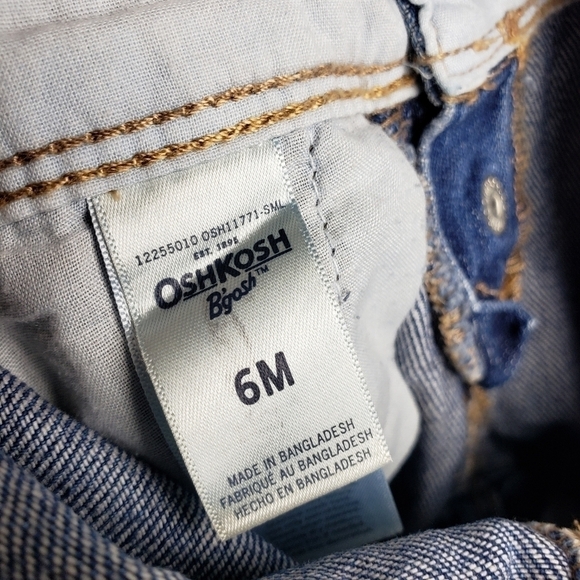 12255010 OSH11771-SML
EST. 1895
OSHKOSH
B'gosh™
6M
MADE IN BANGLADESH
FABRIQUÉ AU BANGLADESH
HECHO EN BANGLADESH